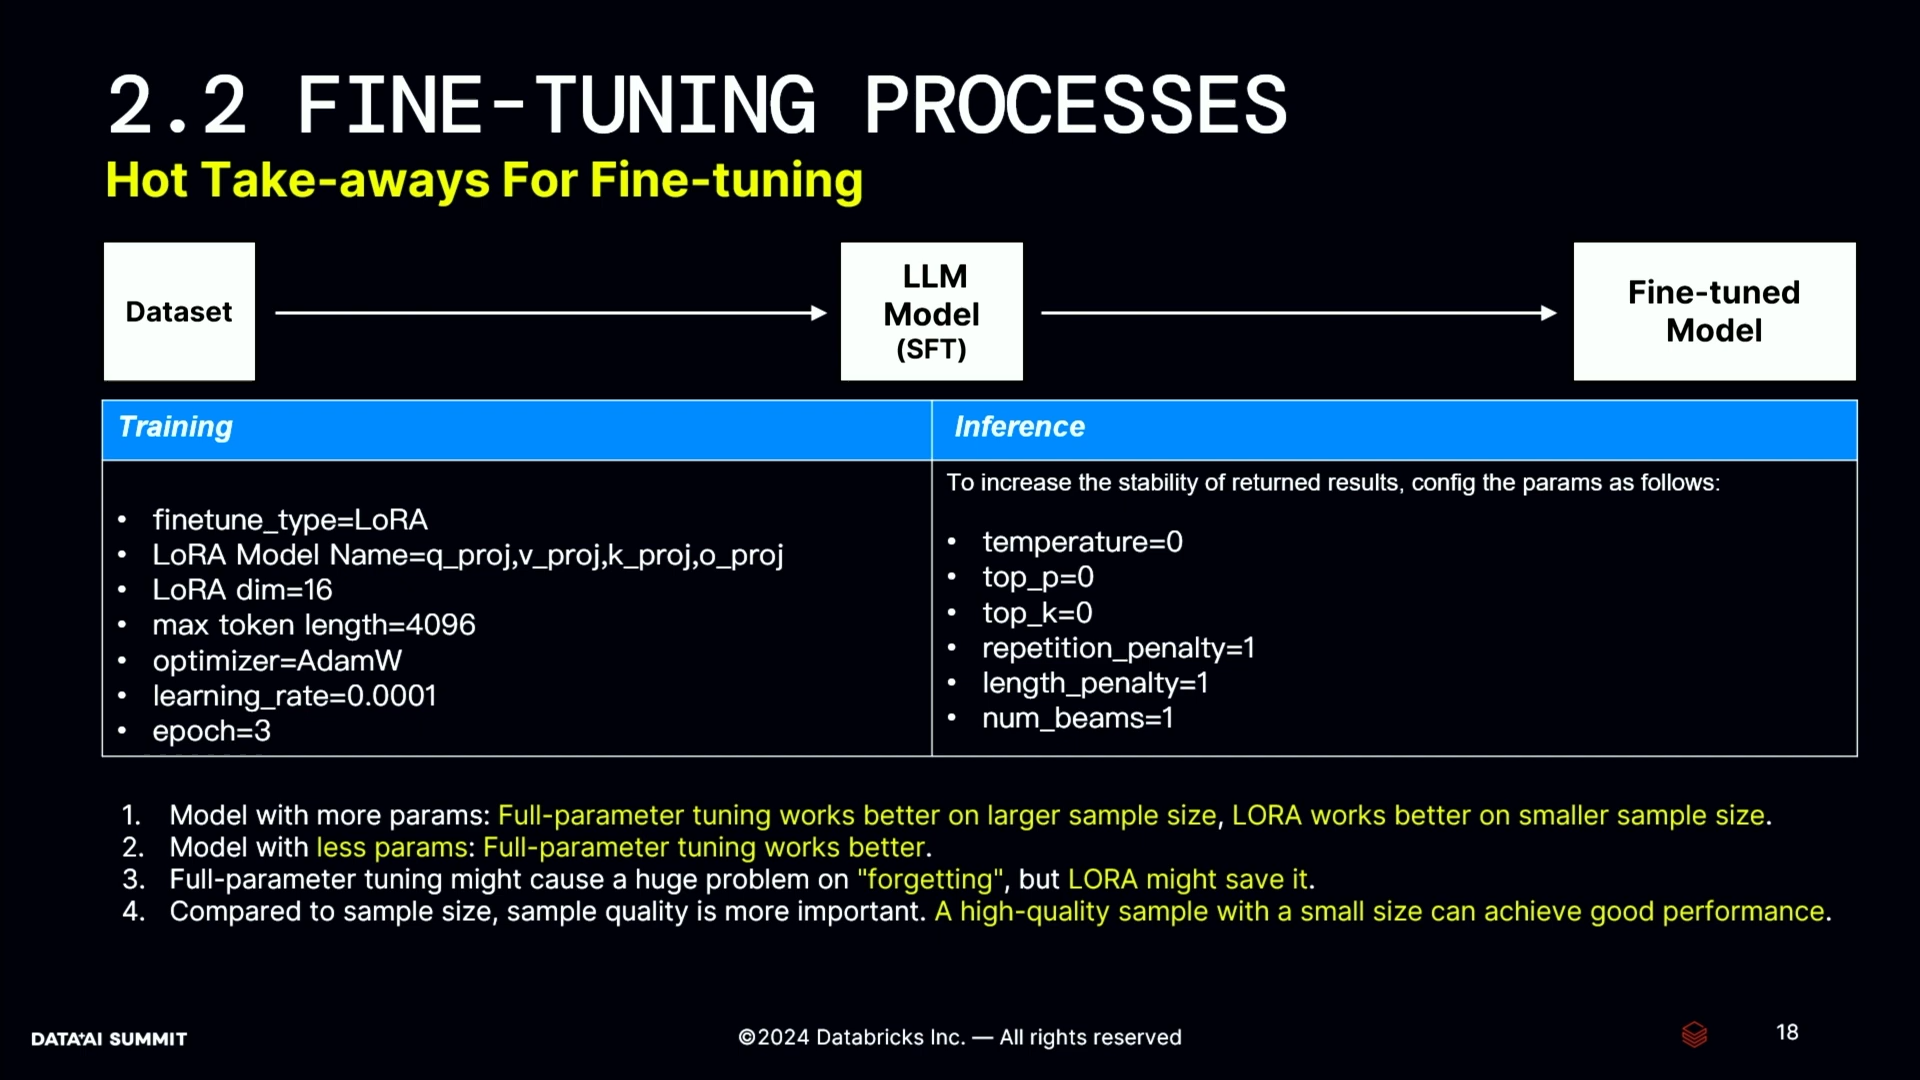 2.2 FINE-TUNING PROCESSES
Hot Take-aways For Fine-tuning
Dataset
LLM
Model
(SFT)
Fine-tuned
Model
Training
• finetune_type=LoRA
• LoRA Model Name=q_proj,v_proj,k_proj,o_proj
• LoRA dim=16
• max token length=4096
• optimizer=AdamW
• learning_rate=0.0001
• epoch=3
Inference
To increase the stability of returned results, config the params as follows:
• temperature=0
• top_p=0
• top_k=0
• repetition_penalty=1
• length_penalty=1
• num_beams=1
1. Model with more params: Full-parameter tuning works better on larger sample size, LORA works better on smaller sample size.
2. Model with less params: Full-parameter tuning works better.
3. Full-parameter tuning might cause a huge problem on "forgetting", but LORA might save it.
4. Compared to sample size, sample quality is more important. A high-quality sample with a small size can achieve good performance.
DATA+AI SUMMIT
©2024 Databricks Inc. — All rights reserved
18